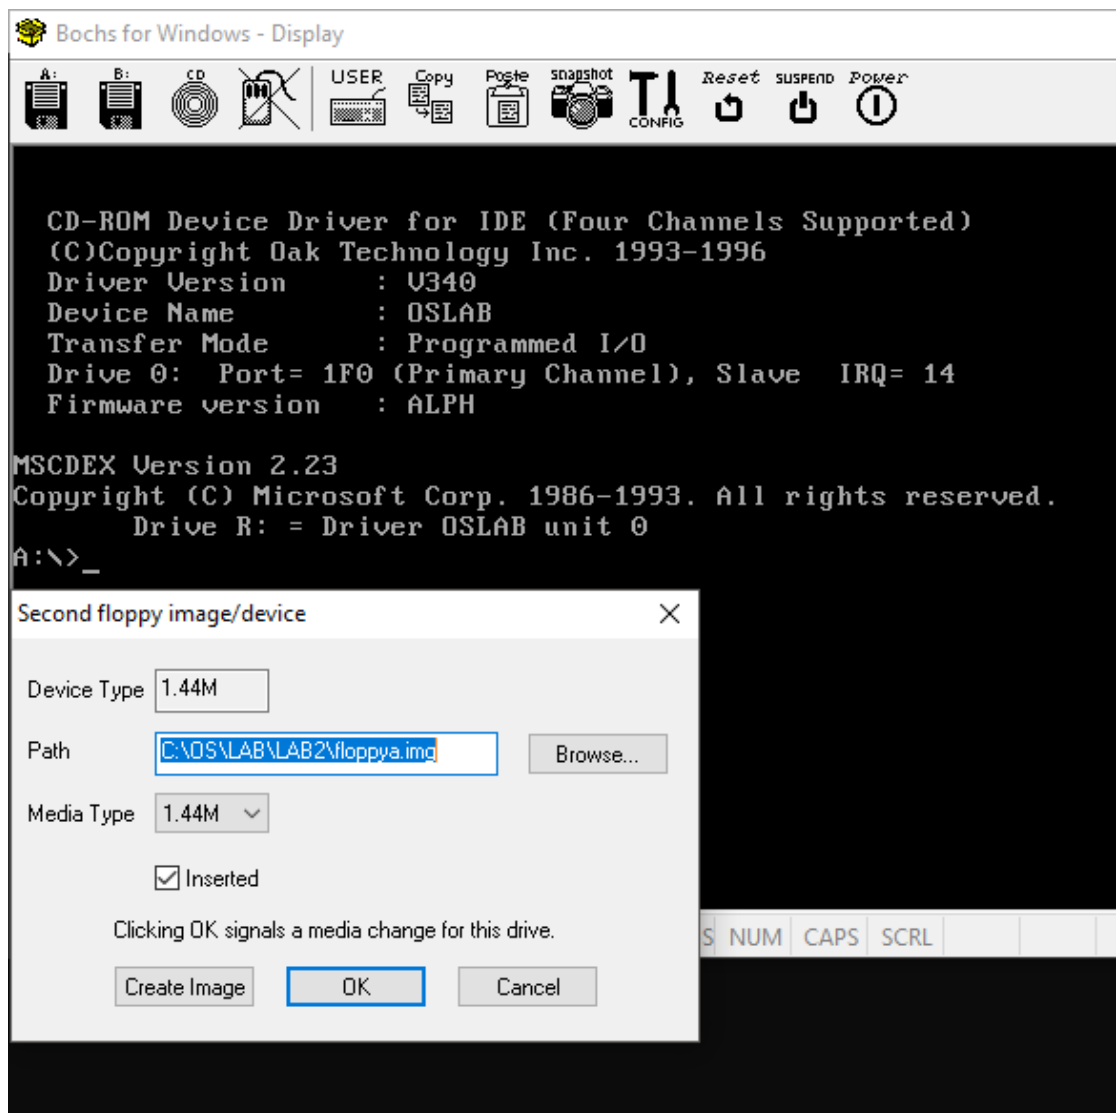 Bochs for Windows - Display
A: B: CD USER Copy Paste snapshot CONFIG Reset SUSPEND Power
CD-ROM Device Driver for IDE (Four Channels Supported)
(C)Copyright Oak Technology Inc. 1993-1996
Driver Version : V340
Device Name : OSLAB
Transfer Mode : Programmed I/O
Drive 0: Port= 1F0 (Primary Channel), Slave IRQ= 14
Firmware version : ALPH
MSCDEX Version 2.23
Copyright (C) Microsoft Corp. 1986-1993. All rights reserved.
Drive R: = Driver OSLAB unit 0
A:\>_
Second floppy image/device
Device Type 1.44M
Path C:\OS\LAB\LAB2\floppya.img Browse...
Media Type 1.44M
Inserted
Clicking OK signals a media change for this drive.
S NUM CAPS SCRL
Create Image OK Cancel